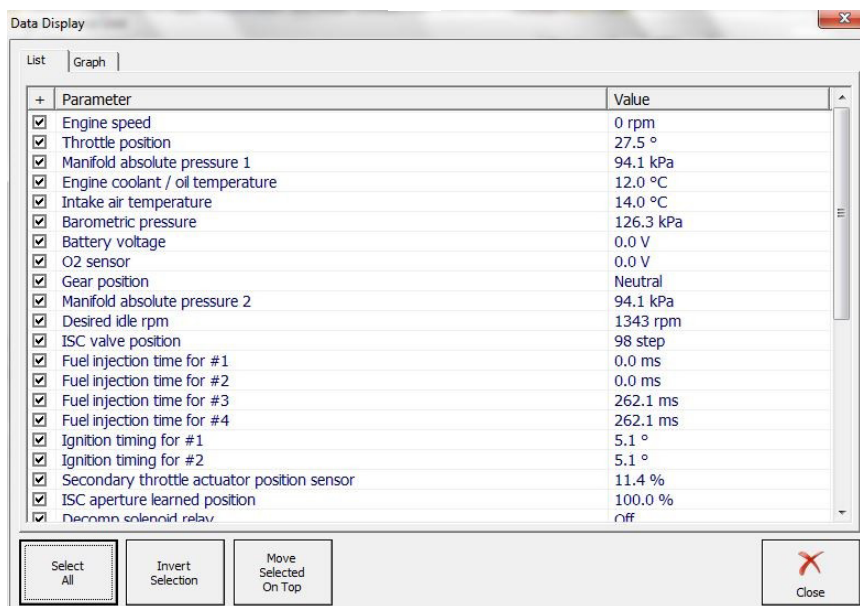 Data Display
List Graph
+ Parameter Value
Engine speed 0 rpm
Throttle position 27.5 °
Manifold absolute pressure 1 94.1 kPa
Engine coolant / oil temperature 12.0 °C
Intake air temperature 14.0 °C
Barometric pressure 126.3 kPa
Battery voltage 0.0 V
O2 sensor 0.0 V
Gear position Neutral
Manifold absolute pressure 2 94.1 kPa
Desired idle rpm 1343 rpm
ISC valve position 98 step
Fuel injection time for #1 0.0 ms
Fuel injection time for #2 0.0 ms
Fuel injection time for #3 262.1 ms
Fuel injection time for #4 262.1 ms
Ignition timing for #1 5.1 °
Ignition timing for #2 5.1 °
Secondary throttle actuator position sensor 11.4 %
ISC aperture learned position 100.0 %
Decomp solenoid relay Off
Select All
Invert Selection
Move Selected On Top
Close